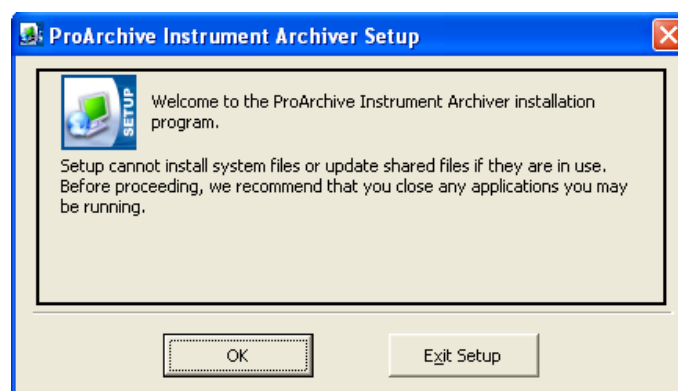 ProArchive Instrument Archiver Setup
SETUP
Welcome to the ProArchive Instrument Archiver installation
program.
Setup cannot install system files or update shared files if they are in use.
Before proceeding, we recommend that you close any applications you may
be running.
OK
Exit Setup